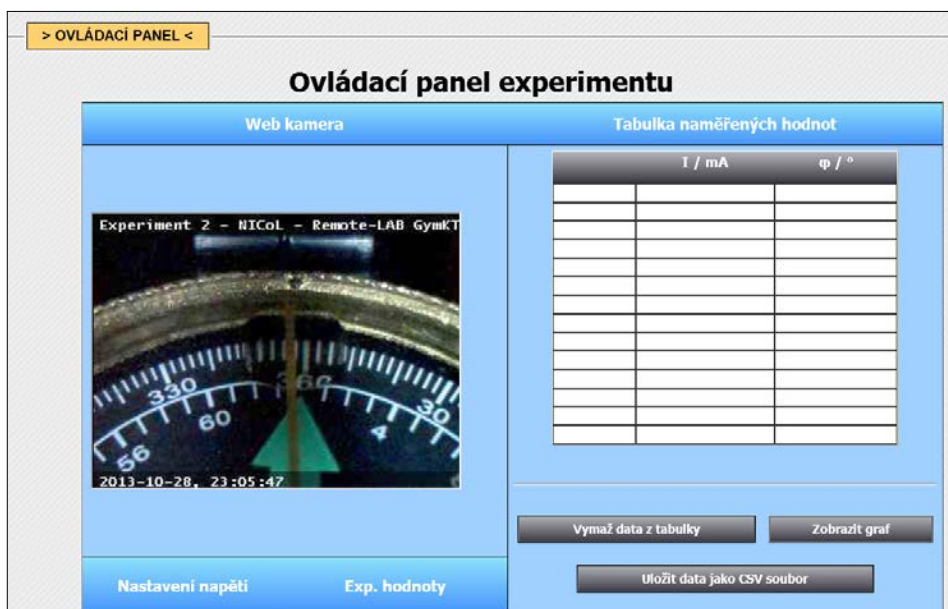 > OVLÁDACÍ PANEL <
Ovládací panel experimentu
Web kamera
Tabulka naměřených hodnot
I / mA φ / °
Experiment 2 - NICoL - Remote-LAB GymKT
330 360 30
56 60 4
2013-10-28, 23:05:47
Vymaž data z tabulky
Zobrazit graf
Uložit data jako CSV soubor
Nastavení napětí
Exp. hodnoty